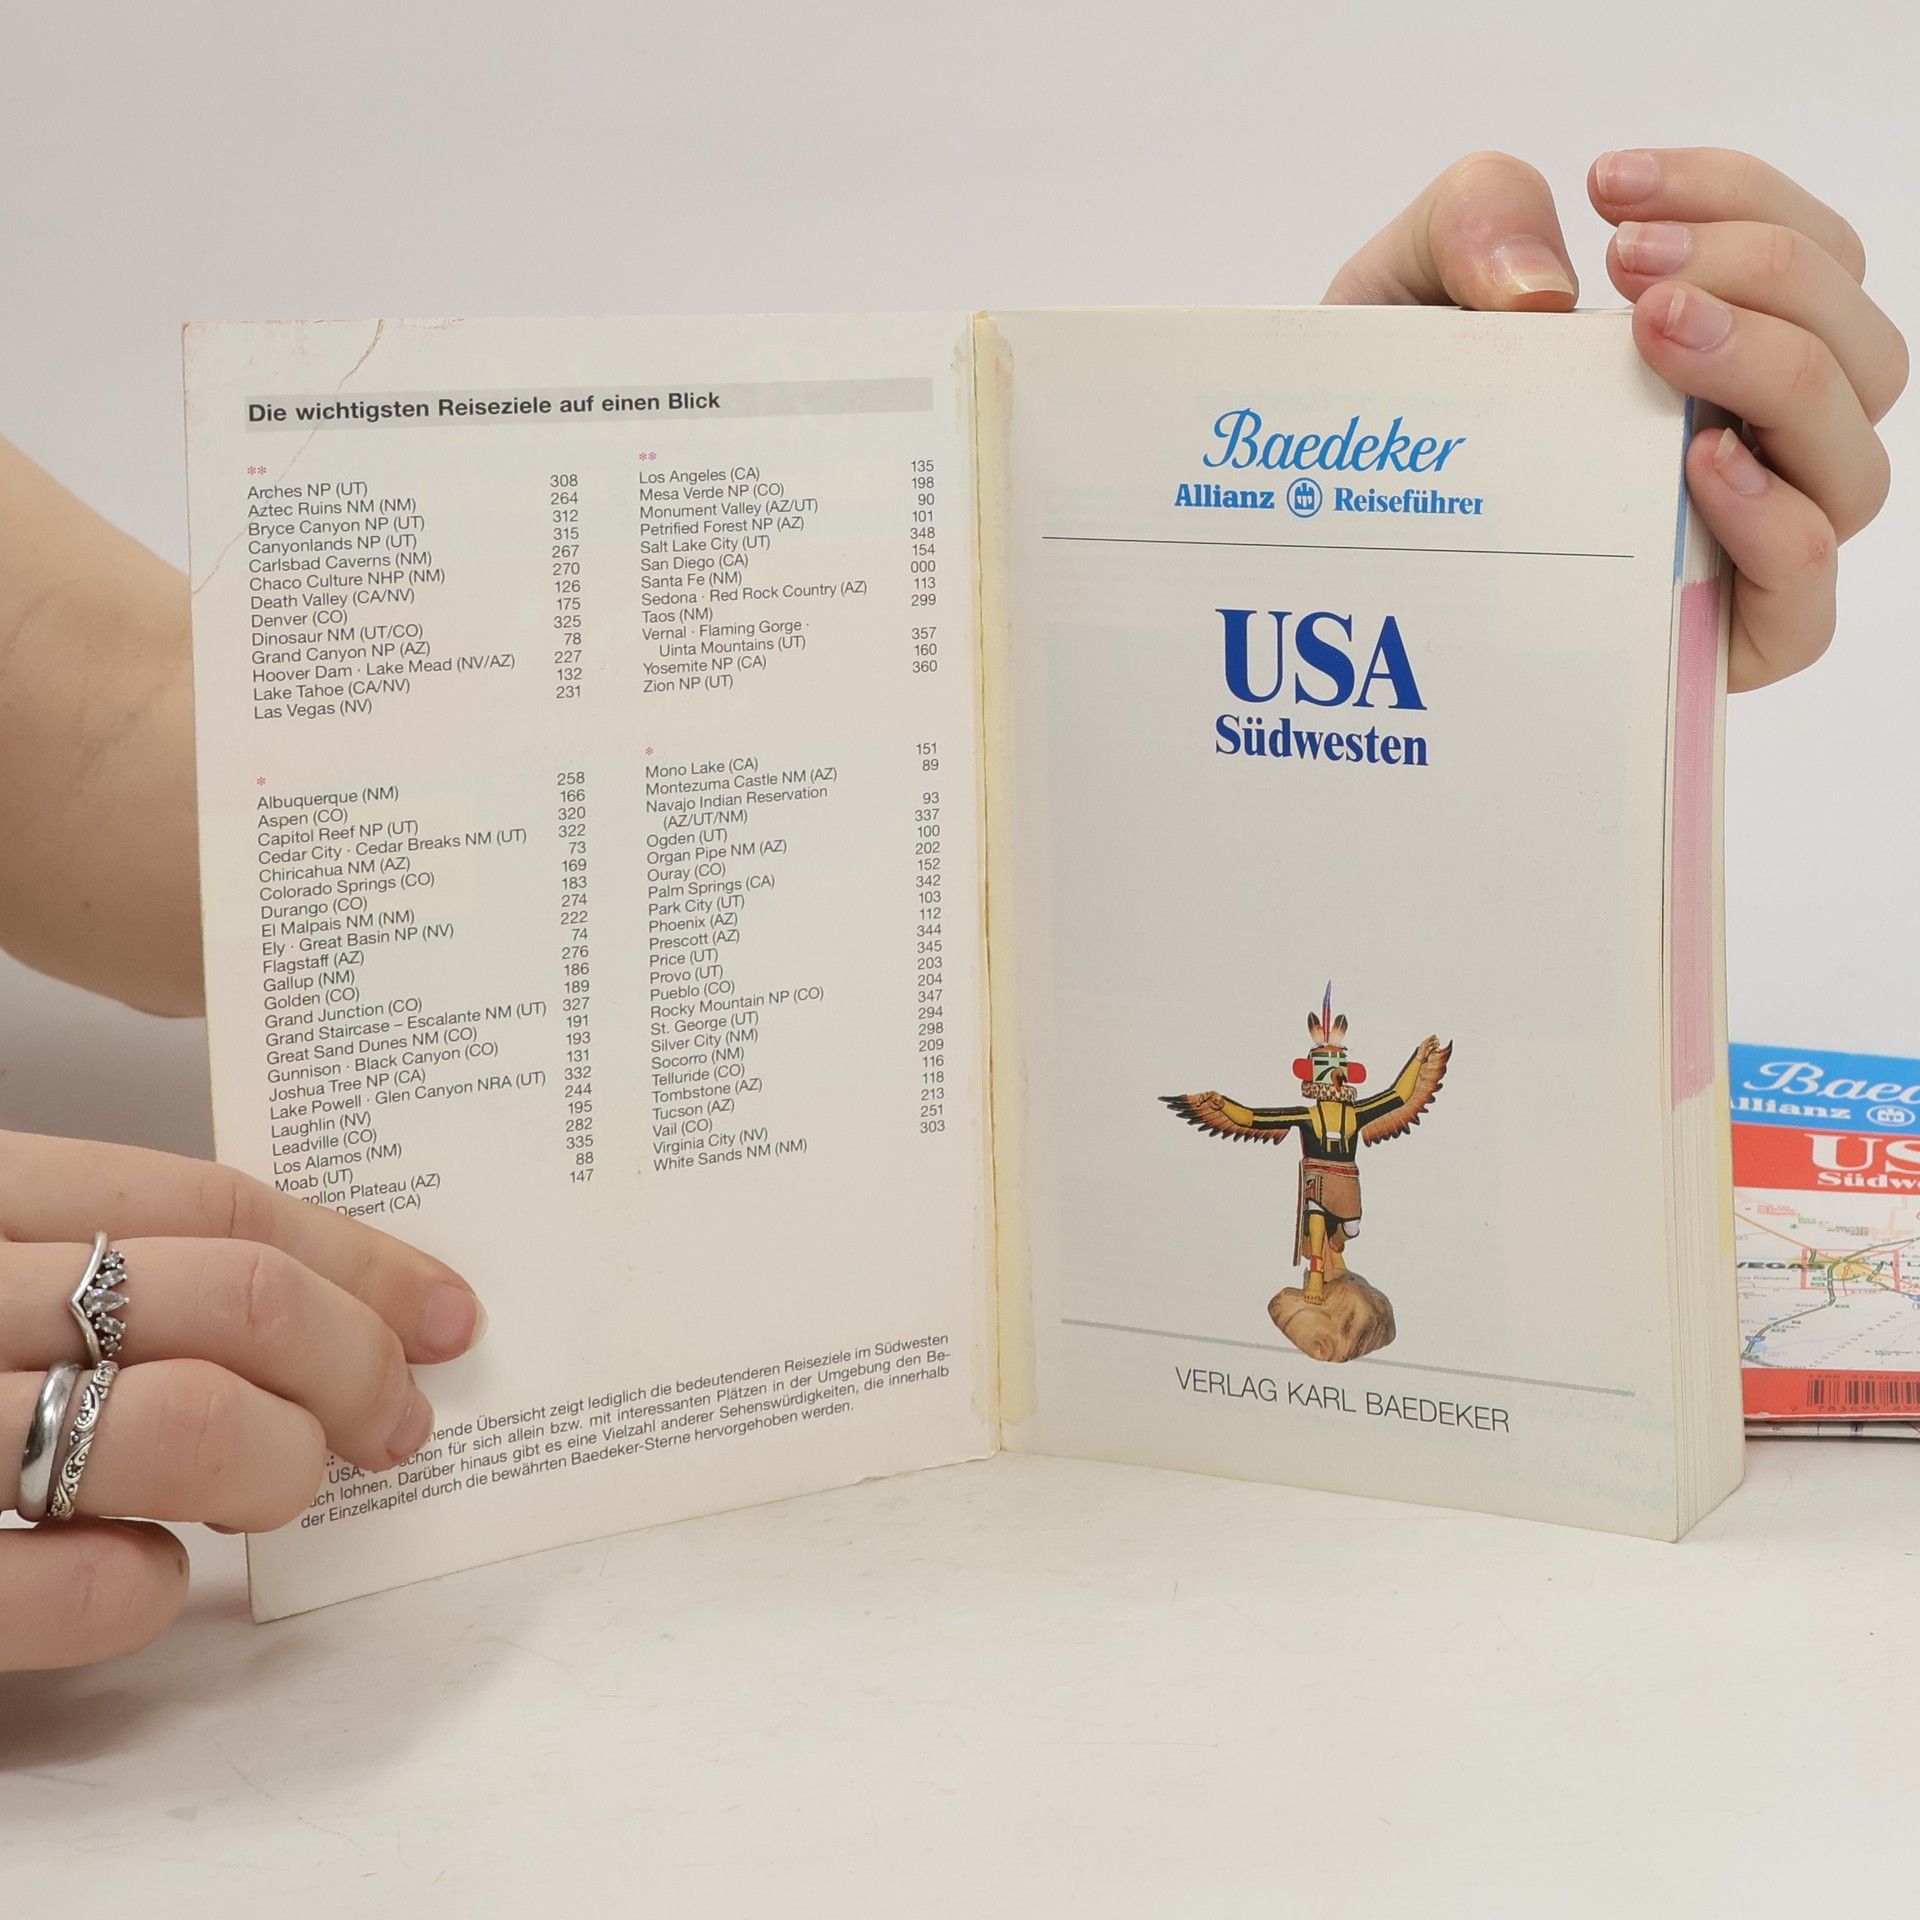 Die wichtigsten Reiseziele auf einen Blick
**
Arches NP (UT) 308
Aztec Ruins NM (NM) 264
Bryce Canyon NP (UT) 312
Canyonlands NP (UT) 315
Carlsbad Caverns (NM) 267
Chaco Culture NHP (NM) 270
Death Valley (CA/NV) 126
Denver (CO) 175
Dinosaur NM (UT/CO) 325
Grand Canyon NP (AZ) 78
Hoover Dam · Lake Mead (NV/AZ) 227
Lake Tahoe (CA/NV) 132
Las Vegas (NV) 231
**
Los Angeles (CA) 135
Mesa Verde NP (CO) 198
Monument Valley (AZ/UT) 90
Petrified Forest NP (AZ) 101
Salt Lake City (UT) 348
San Diego (CA) 154
Santa Fe (NM) 000
Sedona · Red Rock Country (AZ) 113
Taos (NM) 299
Vernal · Flaming Gorge ·
Uinta Mountains (UT) 357
Yosemite NP (CA) 160
Zion NP (UT) 360
*
Albuquerque (NM) 258
Aspen (CO) 166
Capitol Reef NP (UT) 320
Cedar City · Cedar Breaks NM (UT) 322
Chiricahua NM (AZ) 73
Colorado Springs (CO) 169
Durango (CO) 183
El Malpais NM (NM) 274
Ely · Great Basin NP (NV) 222
Flagstaff (AZ) 74
Gallup (NM) 276
Golden (CO) 186
Grand Junction (CO) 189
Grand Staircase – Escalante NM (UT) 327
Great Sand Dunes NM (CO) 191
Gunnison · Black Canyon (CO) 193
Joshua Tree NP (CA) 131
Lake Powell · Glen Canyon NRA (UT) 332
Laughlin (NV) 244
Leadville (CO) 195
Los Alamos (NM) 282
Moab (UT) 335
ollon Plateau (AZ) 88
Desert (CA) 147
*
Mono Lake (CA) 151
Montezuma Castle NM (AZ) 89
Navajo Indian Reservation
(AZ/UT/NM) 93
Ogden (UT) 337
Organ Pipe NM (AZ) 100
Ouray (CO) 202
Palm Springs (CA) 152
Park City (UT) 342
Phoenix (AZ) 103
Prescott (AZ) 112
Price (UT) 344
Provo (UT) 345
Pueblo (CO) 203
Rocky Mountain NP (CO) 204
St. George (UT) 347
Silver City (NM) 294
Socorro (NM) 298
Telluride (CO) 209
Tombstone (AZ) 116
Tucson (AZ) 118
Vail (CO) 213
Virginia City (NV) 251
White Sands NM (NM) 303
hende Übersicht zeigt lediglich die bedeutenderen Reiseziele im Südwesten
USA, schon für sich allein bzw. mit interessanten Plätzen in der Umgebung den Be-
uch lohnen. Darüber hinaus gibt es eine Vielzahl anderer Sehenswürdigkeiten, die innerhalb
der Einzelkapitel durch die bewährten Baedeker-Sterne hervorgehoben werden.
Baedeker
Allianz Reiseführer
USA
Südwesten
VERLAG KARL BAEDEKER
Baed
Allianz
US
Südwe
VEGAS